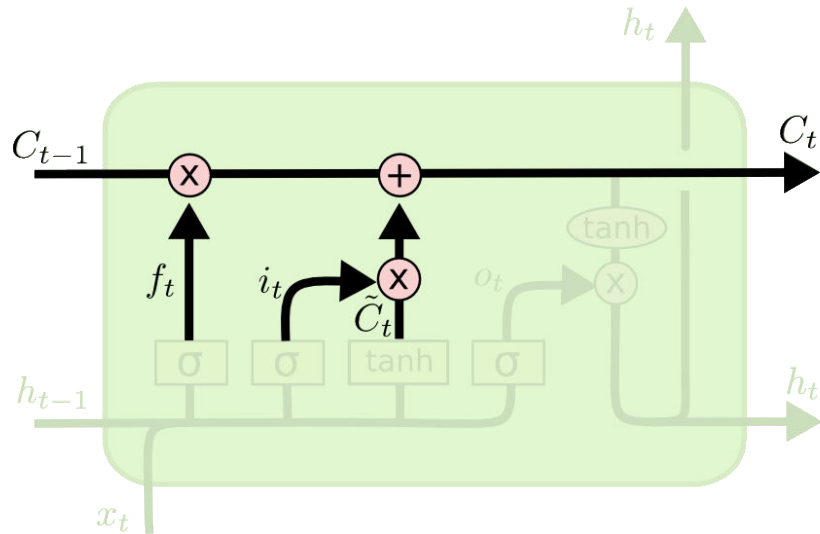 h_t
C_{t-1}
C_t
x
+
tanh
f_t
i_t
x
o_t
x
C̃_t
σ
σ
tanh
σ
h_{t-1}
h_t
x_t